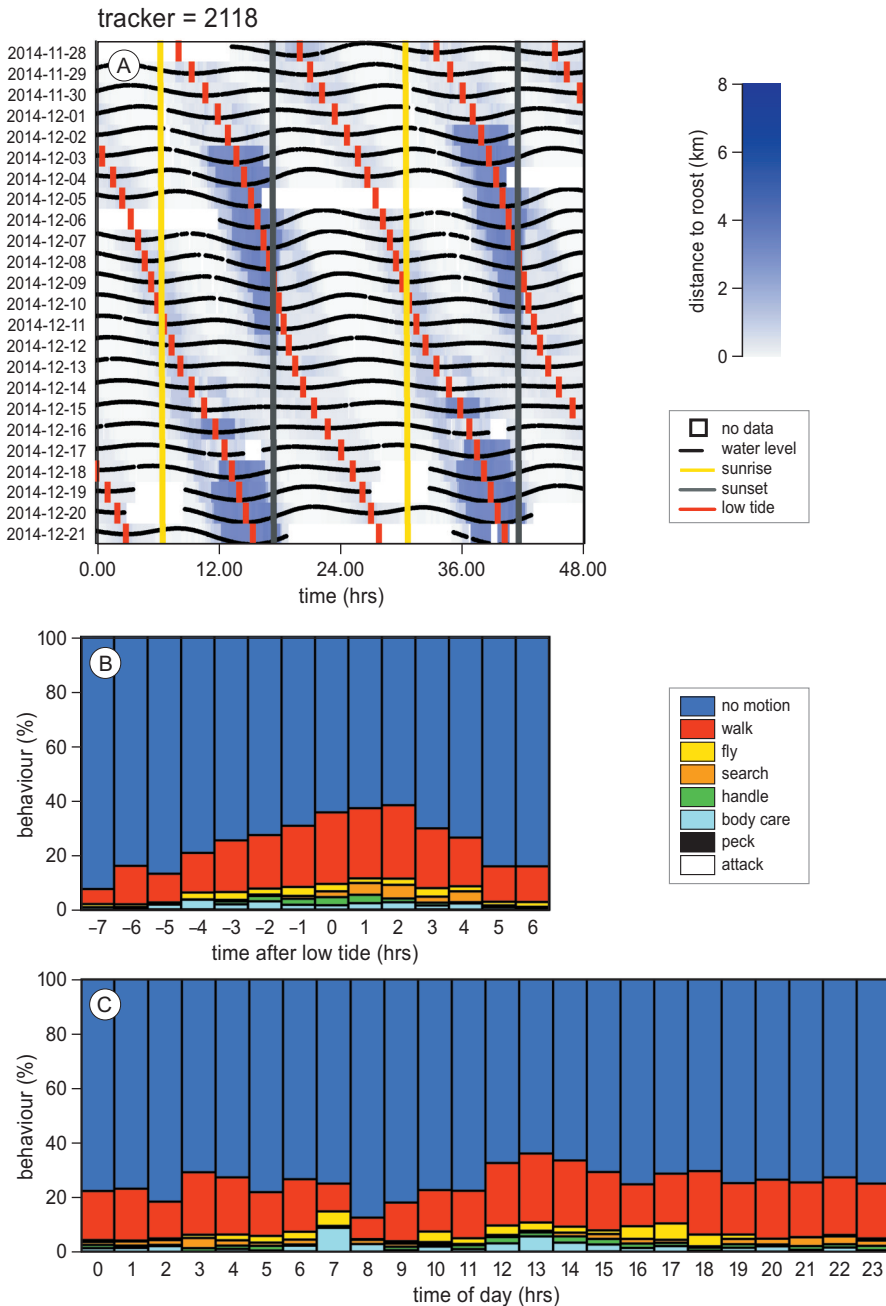 tracker = 2118
A
2014-11-28
2014-11-29
2014-11-30
2014-12-01
2014-12-02
2014-12-03
2014-12-04
2014-12-05
2014-12-06
2014-12-07
2014-12-08
2014-12-09
2014-12-10
2014-12-11
2014-12-12
2014-12-13
2014-12-14
2014-12-15
2014-12-16
2014-12-17
2014-12-18
2014-12-19
2014-12-20
2014-12-21
0.00 12.00 24.00 36.00 48.00
time (hrs)
8
6
4
2
0
distance to roost (km)
no data
water level
sunrise
sunset
low tide
B
100
80
60
40
20
0
behaviour (%)
−7 −6 −5 −4 −3 −2 −1 0 1 2 3 4 5 6
time after low tide (hrs)
no motion
walk
fly
search
handle
body care
peck
attack
C
100
80
60
40
20
0
behaviour (%)
0 1 2 3 4 5 6 7 8 9 10 11 12 13 14 15 16 17 18 19 20 21 22 23
time of day (hrs)